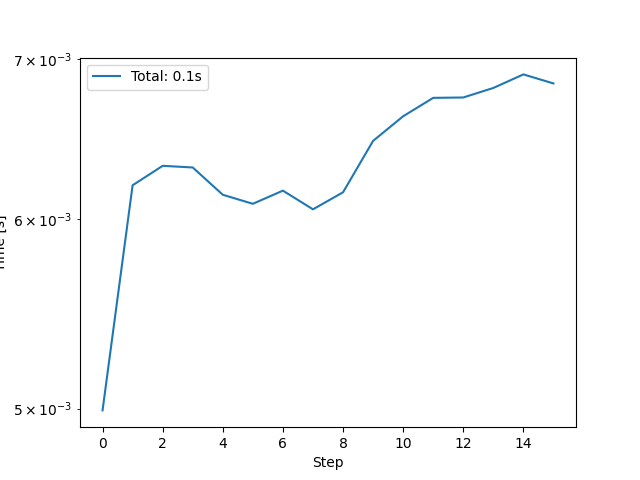 7 × 10⁻³
Total: 0.1s
6 × 10⁻³
[s]
5 × 10⁻³
0 2 4 6 8 10 12 14
Step